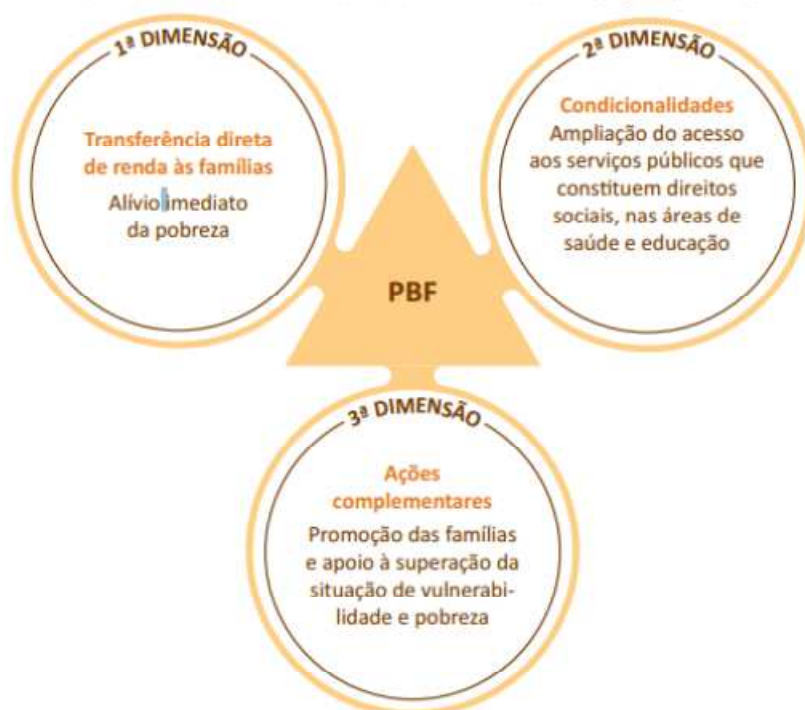 1ª DIMENSÃO
Transferência direta
de renda às famílias
Alívio imediato
da pobreza
2ª DIMENSÃO
Condicionalidades
Ampliação do acesso
aos serviços públicos que
constituem direitos
sociais, nas áreas de
saúde e educação
PBF
3ª DIMENSÃO
Ações
complementares
Promoção das famílias
e apoio à superação da
situação de vulnerabi-
lidade e pobreza